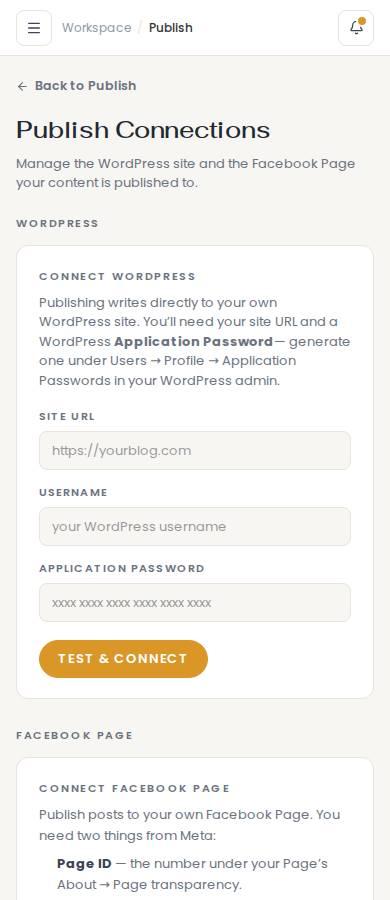 Workspace / Publish
← Back to Publish
Publish Connections
Manage the WordPress site and the Facebook Page
your content is published to.
WORDPRESS
CONNECT WORDPRESS
Publishing writes directly to your own
WordPress site. You’ll need your site URL and a
WordPress Application Password— generate
one under Users → Profile → Application
Passwords in your WordPress admin.
SITE URL
https://yourblog.com
USERNAME
your WordPress username
APPLICATION PASSWORD
xxxx xxxx xxxx xxxx xxxx xxxx
TEST & CONNECT
FACEBOOK PAGE
CONNECT FACEBOOK PAGE
Publish posts to your own Facebook Page. You
need two things from Meta:
Page ID — the number under your Page’s
About → Page transparency.